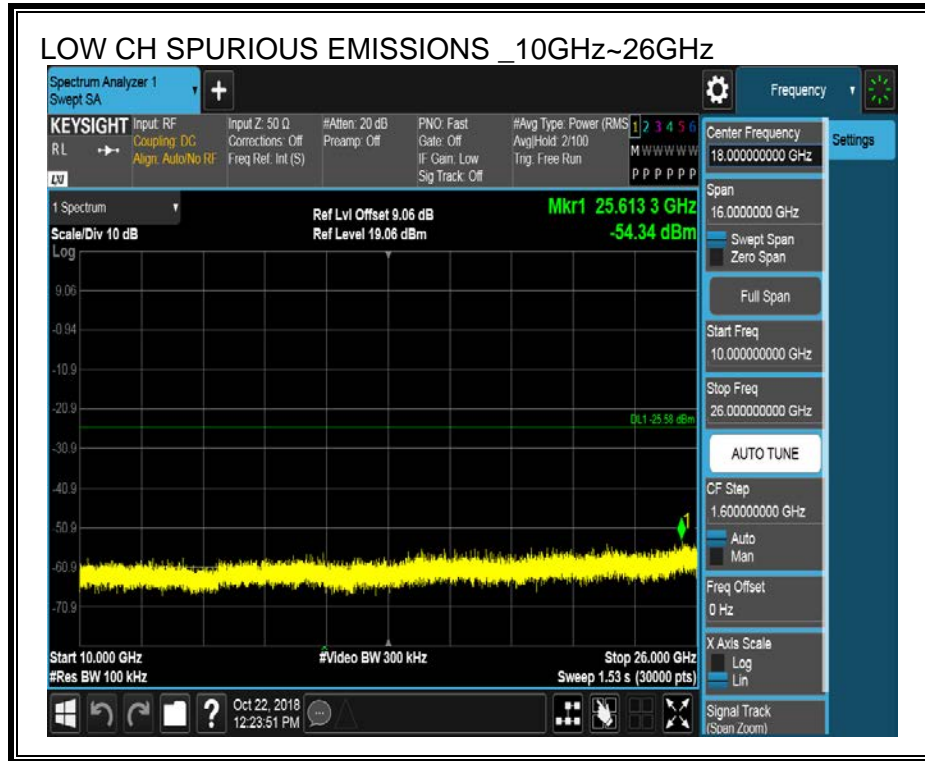 LOW CH SPURIOUS EMISSIONS _10GHz~26GHz
Spectrum Analyzer 1
Swept SA
+
Frequency
KEYSIGHT
RL
LXI
Input: RF
Coupling: DC
Align: Auto/No RF
Input Z: 50 Ω
Corrections: Off
Freq Ref: Int (S)
#Atten: 20 dB
Preamp: Off
PNO: Fast
Gate: Off
IF Gain: Low
Sig Track: Off
#Avg Type: Power (RMS
Avg|Hold: 2/100
Trig: Free Run
1 2 3 4 5 6
M W W W W W
P P P P P P
Center Frequency
18.000000000 GHz
Settings
1 Spectrum
Scale/Div 10 dB
Log
Ref Lvl Offset 9.06 dB
Ref Level 19.06 dBm
Mkr1 25.613 3 GHz
-54.34 dBm
Span
16.0000000 GHz
Swept Span
Zero Span
Full Span
Start Freq
10.000000000 GHz
Stop Freq
26.000000000 GHz
AUTO TUNE
CF Step
1.600000000 GHz
Auto
Man
Freq Offset
0 Hz
X Axis Scale
Log
Lin
Signal Track
(Span Zoom)
9.06
-0.94
-10.9
-20.9
DL1 -25.58 dBm
-30.9
-40.9
-50.9
1
-60.9
-70.9
Start 10.000 GHz
#Res BW 100 kHz
#Video BW 300 kHz
Stop 26.000 GHz
Sweep 1.53 s (30000 pts)
?
Oct 22, 2018
12:23:51 PM